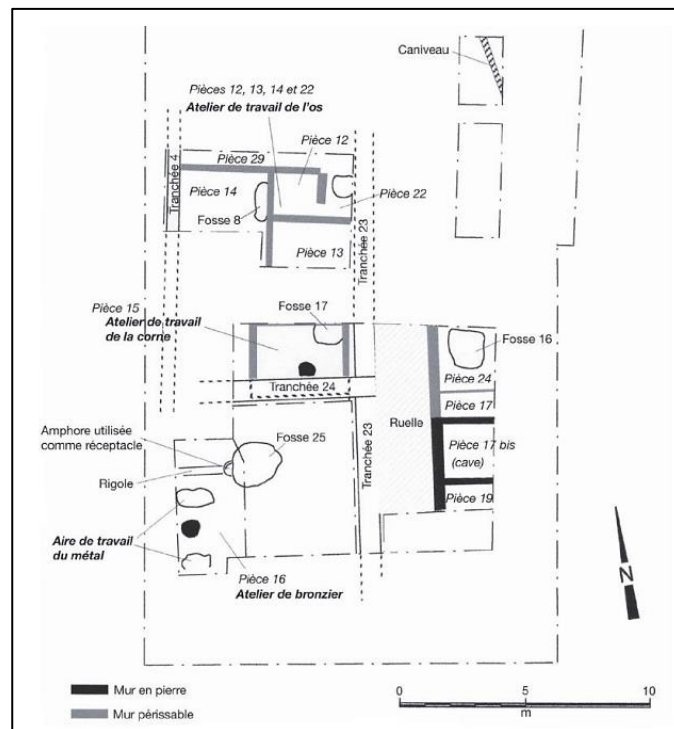 Caniveau
Pièces 12, 13, 14 et 22
Atelier de travail de l'os
Pièce 12
Pièce 29
Tranchée 4
Pièce 14
Pièce 22
Fosse 8
Pièce 13
Tranchée 23
Pièce 15
Atelier de travail
de la corne
Fosse 17
Fosse 16
Pièce 24
Tranchée 24
Pièce 17
Ruelle
Amphore utilisée
comme réceptacle
Fosse 25
Tranchée 23
Pièce 17 bis
(cave)
Rigole
Pièce 19
Aire de travail
du métal
Pièce 16
Atelier de bronzier
N
Mur en pierre
Mur périssable
0 5 10
m